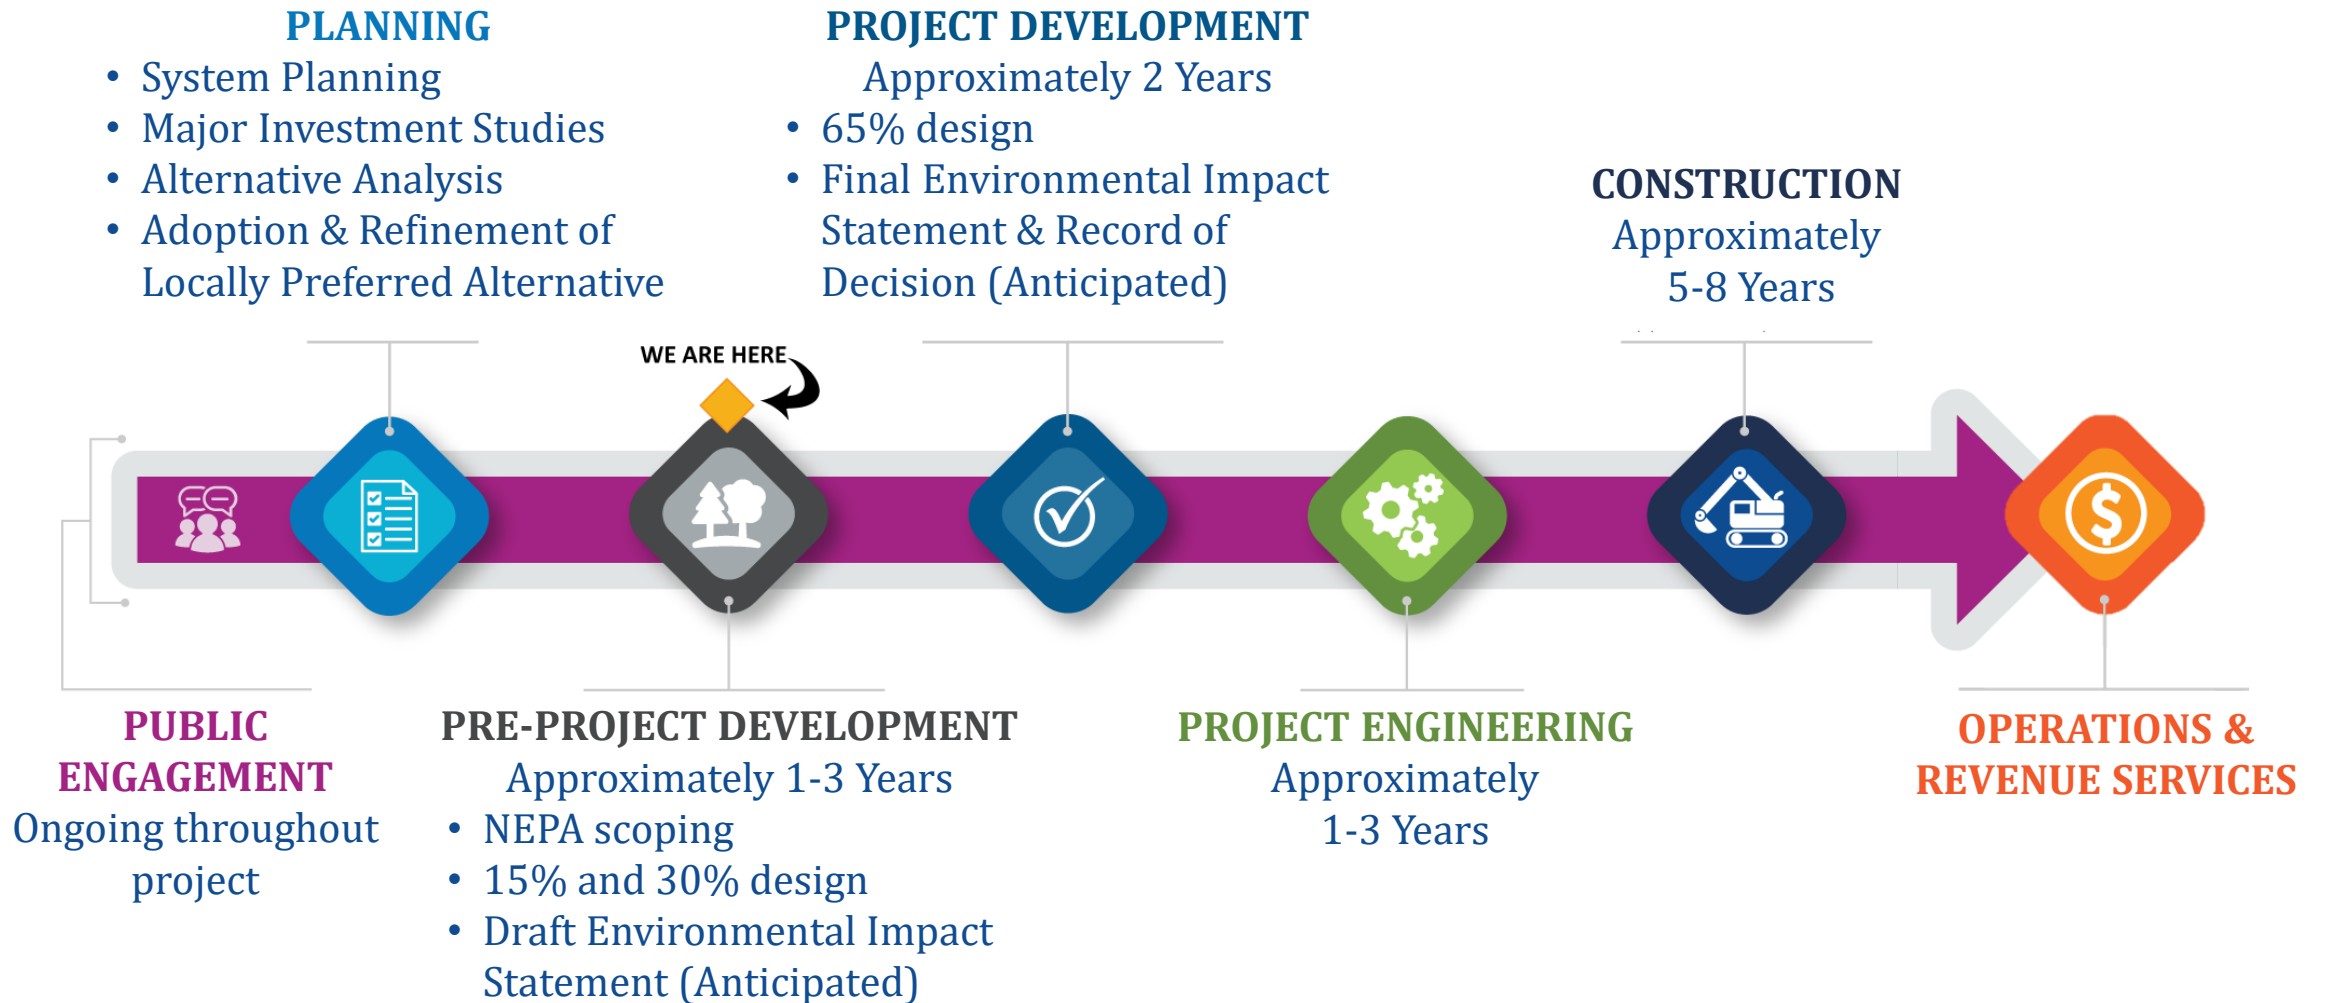 PLANNING
• System Planning
• Major Investment Studies
• Alternative Analysis
• Adoption & Refinement of
Locally Preferred Alternative
PROJECT DEVELOPMENT
Approximately 2 Years
• 65% design
• Final Environmental Impact
Statement & Record of
Decision (Anticipated)
CONSTRUCTION
Approximately
5-8 Years
WE ARE HERE
$
PUBLIC
ENGAGEMENT
Ongoing throughout
project
PRE-PROJECT DEVELOPMENT
Approximately 1-3 Years
• NEPA scoping
• 15% and 30% design
• Draft Environmental Impact
Statement (Anticipated)
PROJECT ENGINEERING
Approximately
1-3 Years
OPERATIONS &
REVENUE SERVICES